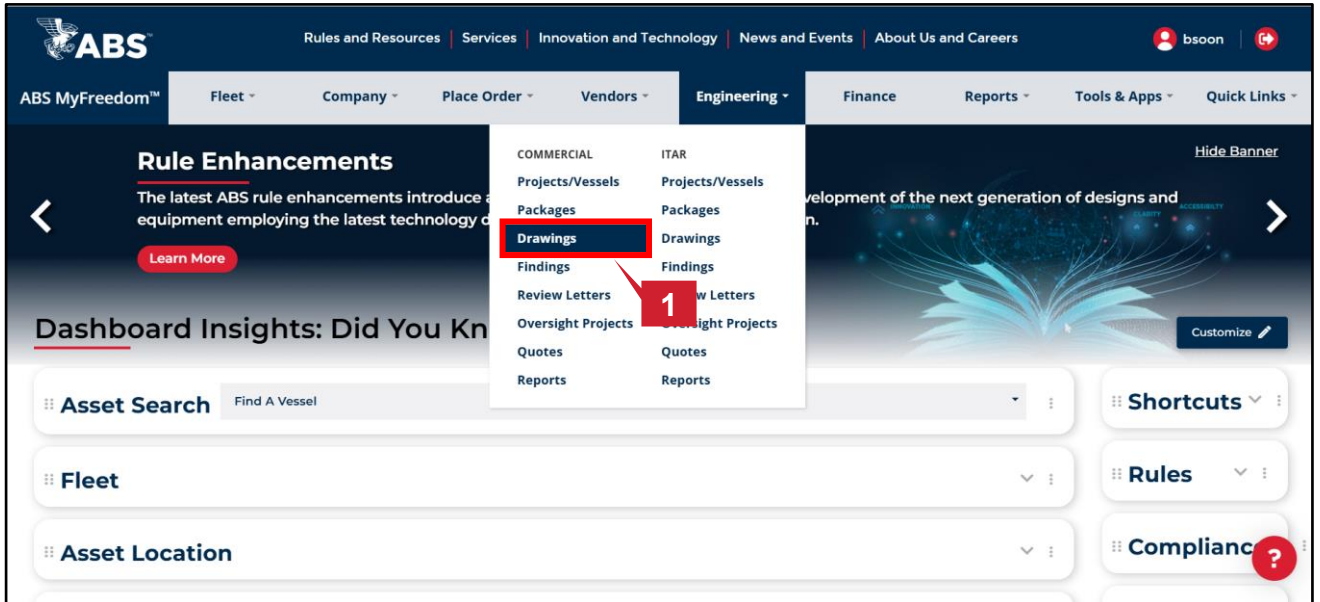 ABS
Rules and Resources | Services | Innovation and Technology | News and Events | About Us and Careers
bsoon
ABS MyFreedom™ Fleet Company Place Order Vendors Engineering Finance Reports Tools & Apps Quick Links
COMMERCIAL
Projects/Vessels
Packages
Drawings
Findings
Review Letters
Oversight Projects
Quotes
Reports
ITAR
Projects/Vessels
Packages
Drawings
Findings
w Letters
sight Projects
Quotes
Reports
1
Hide Banner
Rule Enhancements
The latest ABS rule enhancements introduce velopment of the next generation of designs and
equipment employing the latest technology d n.
INNOVATION
CLARITY
ACCESSIBILITY
Learn More
Dashboard Insights: Did You Kn
Customize
Asset Search Find A Vessel
Shortcuts
Fleet
Rules
Asset Location
Complianc
?